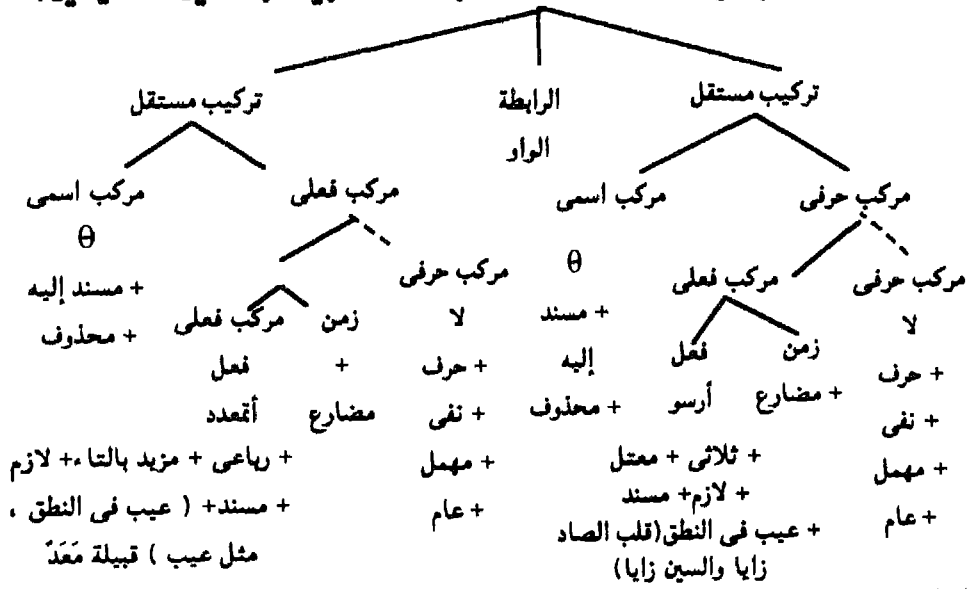 تركيب مستقل الرابطة تركيب مستقل
الواو
مركب حرفى مركب اسمى مركب فعلى مركب اسمى
θ
مركب حرفى مركب فعلى θ مركب حرفى + مسند إليه
لا زمن فعل + مسند لا زمن مركب فعلى + محذوف
+ حرف + مضارع أرسو إليه + حرف + فعل
+ نفى + محذوف + نفى مضارع أتمعدد
+ مهمل + ثلاثى + معتل + مهمل + رباعى + مزيد بالتاء + لازم
+ عام + لازم + مسند + عام + مسند + ( عيب فى النطق ،
+ عيب فى النطق (قلب الصاد مثل عيب ) قبيلة مَعَدّ
زايا والسين زايا)